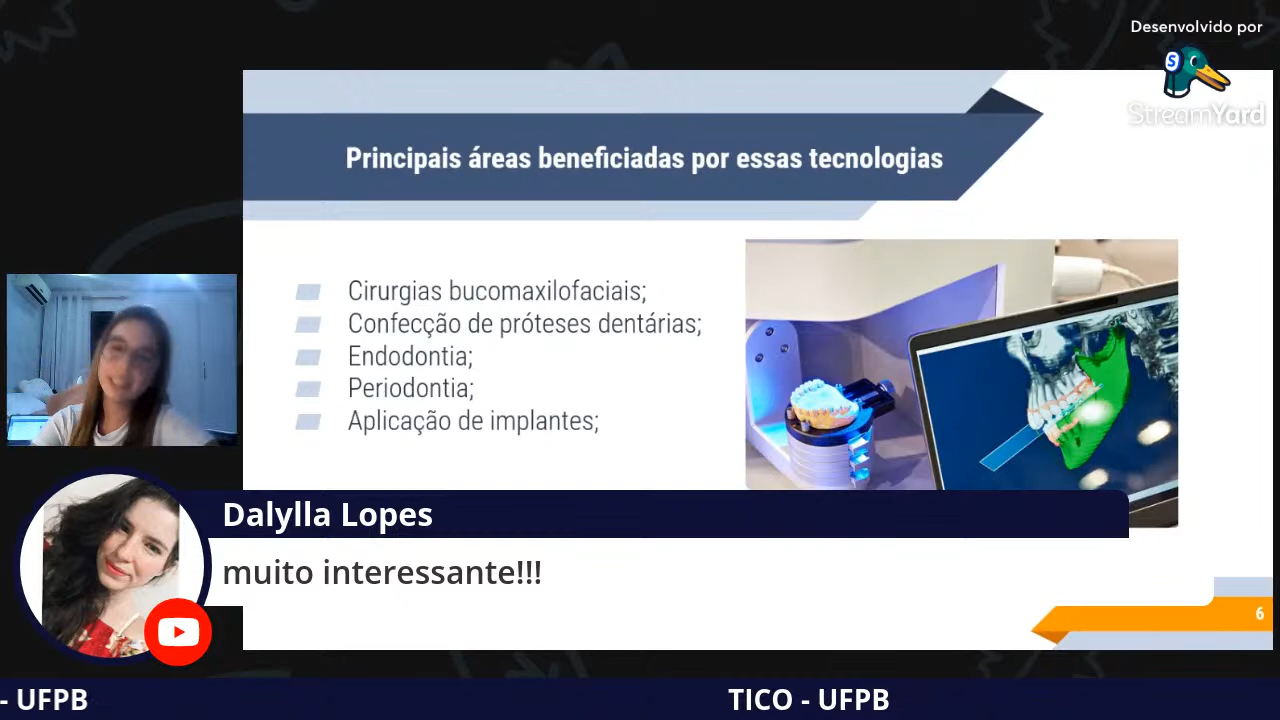 Desenvolvido por
S
StreamYard
Principais áreas beneficiadas por essas tecnologias
Cirurgias bucomaxilofaciais;
Confecção de próteses dentárias;
Endodontia;
Periodontia;
Aplicação de implantes;
Dalylla Lopes
muito interessante!!!
6
- UFPB
TICO - UFPB